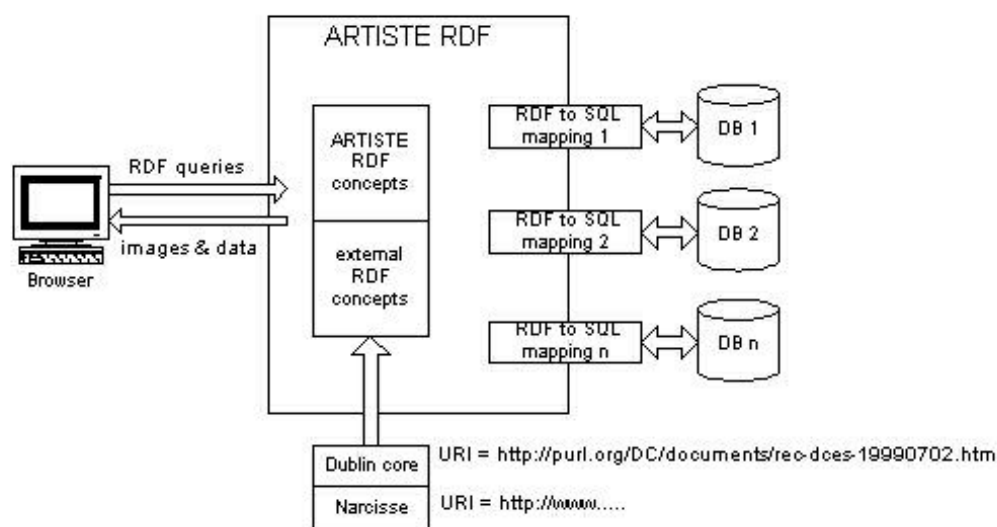 ARTISTE RDF
ARTISTE
RDF
concepts
external
RDF
concepts
RDF queries
images & data
Browser
RDF to SQL
mapping 1
DB 1
RDF to SQL
mapping 2
DB 2
RDF to SQL
mapping n
DB n
Dublin core
URI = http://purl.org/DC/documents/rec-dces-19990702.htm
Narcisse
URI = http://www.....